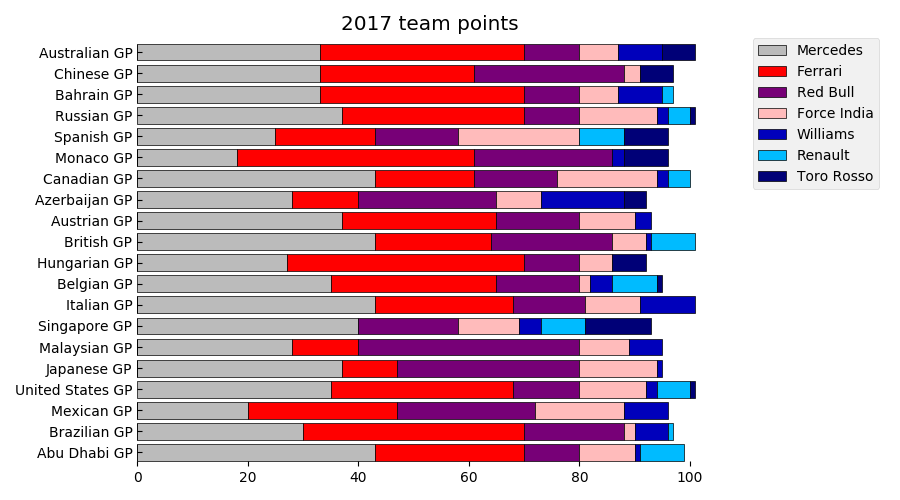 2017 team points
Australian GP
Chinese GP
Bahrain GP
Russian GP
Spanish GP
Monaco GP
Canadian GP
Azerbaijan GP
Austrian GP
British GP
Hungarian GP
Belgian GP
Italian GP
Singapore GP
Malaysian GP
Japanese GP
United States GP
Mexican GP
Brazilian GP
Abu Dhabi GP
0 20 40 60 80 100
Mercedes
Ferrari
Red Bull
Force India
Williams
Renault
Toro Rosso